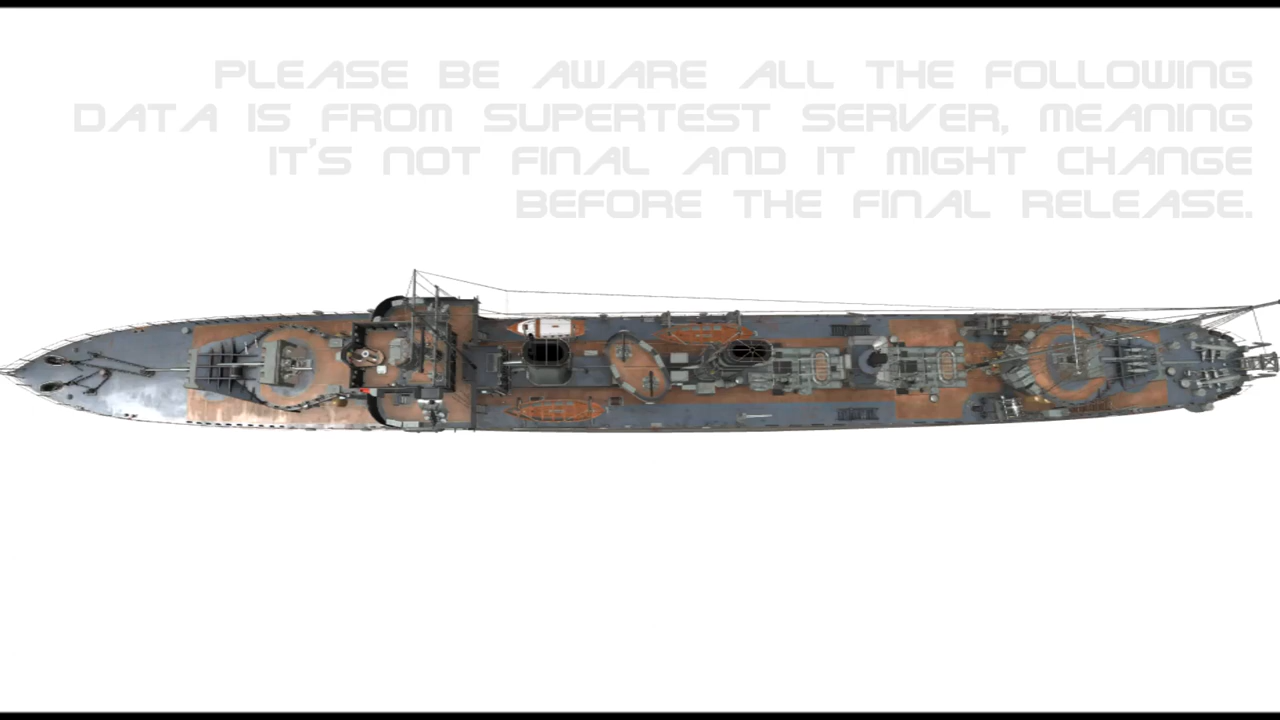 PLEASE BE AWARE ALL THE FOLLOWING
DATA IS FROM SUPERTEST SERVER, MEANING
IT'S NOT FINAL AND IT MIGHT CHANGE
BEFORE THE FINAL RELEASE.